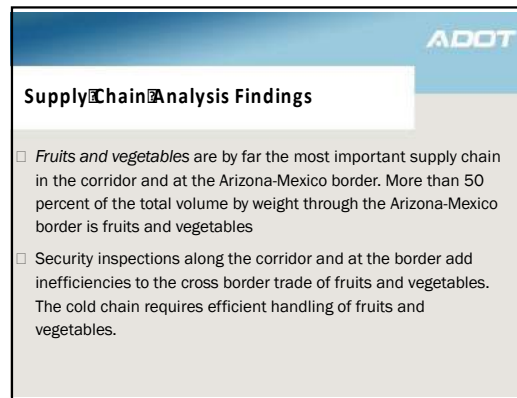 ADOT
Supply Chain Analysis Findings
Fruits and vegetables are by far the most important supply chain
in the corridor and at the Arizona-Mexico border. More than 50
percent of the total volume by weight through the Arizona-Mexico
border is fruits and vegetables
Security inspections along the corridor and at the border add
inefficiencies to the cross border trade of fruits and vegetables.
The cold chain requires efficient handling of fruits and
vegetables.